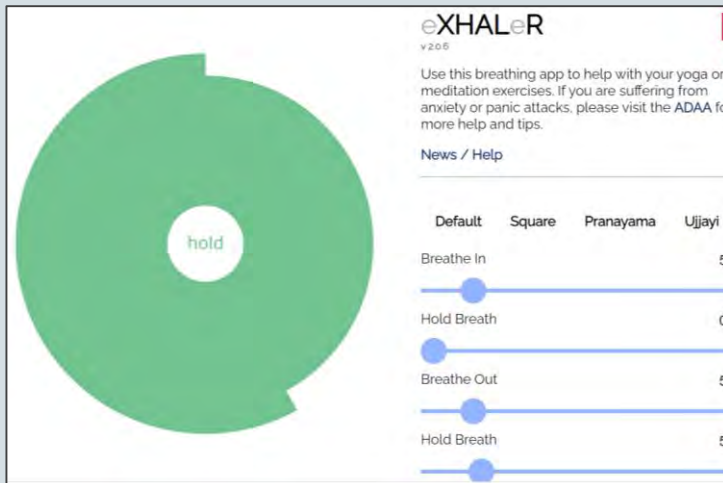 hold
eXHALeR
v 2.0.6
Use this breathing app to help with your yoga or
meditation exercises. If you are suffering from
anxiety or panic attacks, please visit the ADAA
more help and tips.
News / Help
Default Square Pranayama Ujjayi
Breathe In
Hold Breath
Breathe Out
Hold Breath